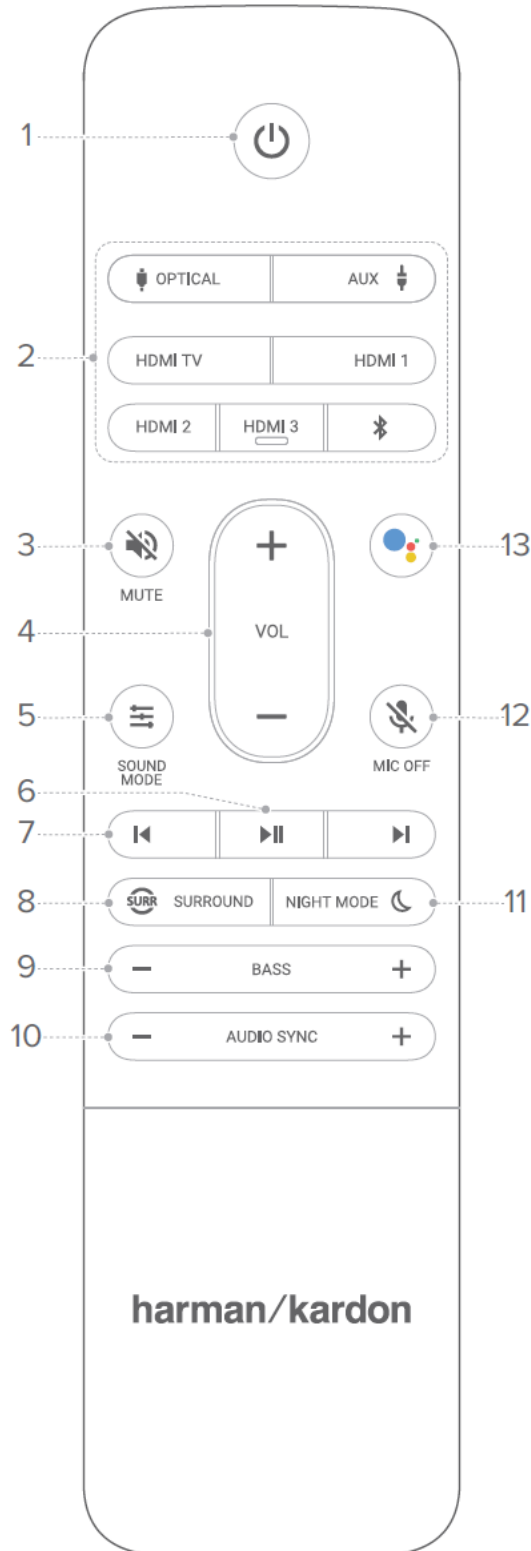 1
OPTICAL AUX
2
HDMI TV HDMI 1
HDMI 2 HDMI 3
3
13
MUTE
4
VOL
5
12
SOUND
MODE
MIC OFF
6
7
8
SURR SURROUND NIGHT MODE
11
9
BASS
10
AUDIO SYNC
harman/kardon